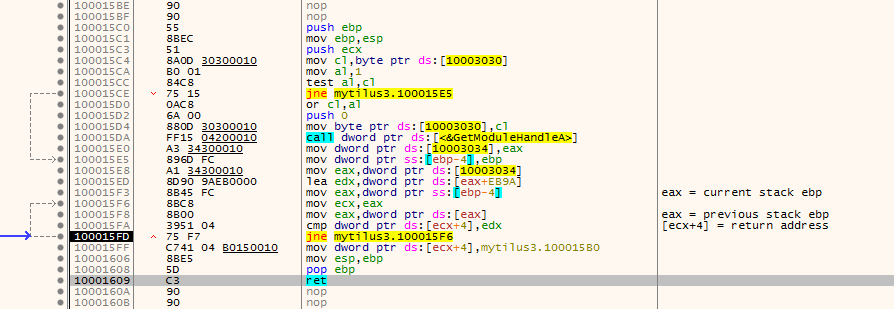 100015BE 90 nop
100015BF 90 nop
100015C0 55 push ebp
100015C1 8BEC mov ebp,esp
100015C3 51 push ecx
100015C4 8A0D 30300010 mov cl,byte ptr ds:[10003030]
100015CA B0 01 mov al,1
100015CC 84C8 test al,cl
100015CE 75 15 jne mytilus3.100015E5
100015D0 0AC8 or cl,al
100015D2 6A 00 push 0
100015D4 880D 30300010 mov byte ptr ds:[10003030],cl
100015DA FF15 04200010 call dword ptr ds:[<&GetModuleHandleA>]
100015E0 A3 34300010 mov dword ptr ds:[10003034],eax
100015E5 896D FC mov dword ptr ss:[ebp-4],ebp
100015E8 A1 34300010 mov eax,dword ptr ds:[10003034]
100015ED 8D90 9AEB0000 lea edx,dword ptr ds:[eax+EB9A]
100015F3 8B45 FC mov eax,dword ptr ss:[ebp-4] eax = current stack ebp
100015F6 8BC8 mov ecx,eax
100015F8 8B00 mov eax,dword ptr ds:[eax] eax = previous stack ebp
100015FA 3951 04 cmp dword ptr ds:[ecx+4],edx [ecx+4] = return address
100015FD 75 F7 jne mytilus3.100015F6
100015FF C741 04 B0150010 mov dword ptr ds:[ecx+4],mytilus3.100015B0
10001606 8BE5 mov esp,ebp
10001608 5D pop ebp
10001609 C3 ret
1000160A 90 nop
1000160B 90 nop